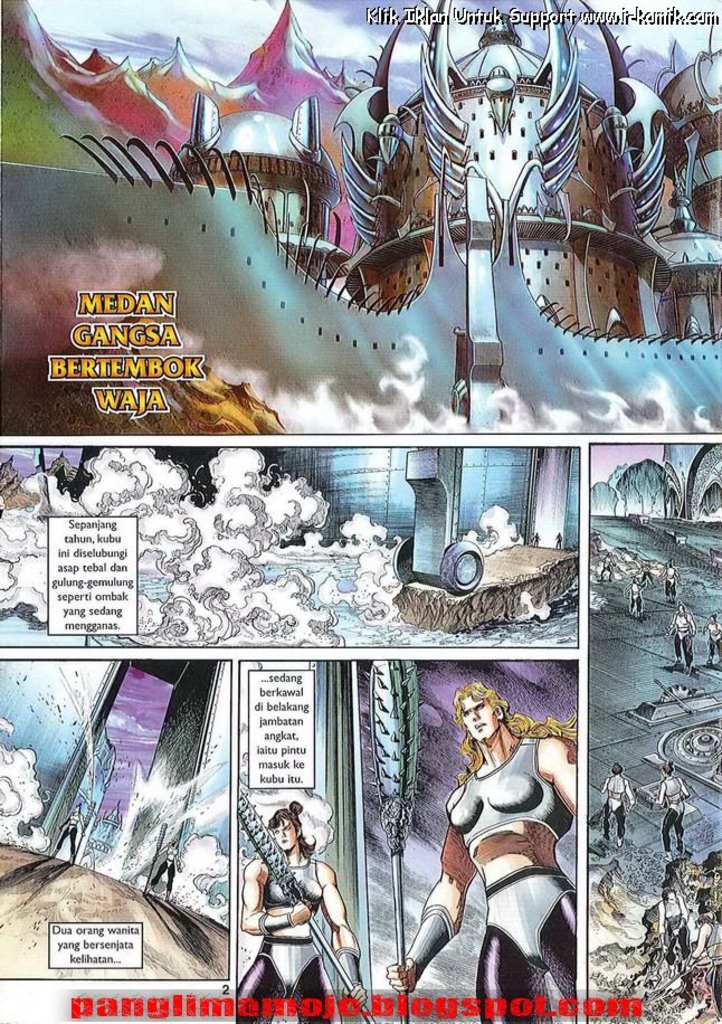 Klik Iklan Untuk Support www.ir-komik.com
MEDAN
GANGSA
BERTEMBOK
WAJA
Sepanjang
tahun, kubu
ini diselubungi
asap tebal dan
gulung-gemulung
seperti ombak
yang sedang
mengganas.
Dua orang wanita
yang bersenjata
kelihatan...
...sedang
berkawal
di belakang
jambatan
angkat,
iaitu pintu
masuk ke
kubu itu.
2
panglimamojo.blogspot.com